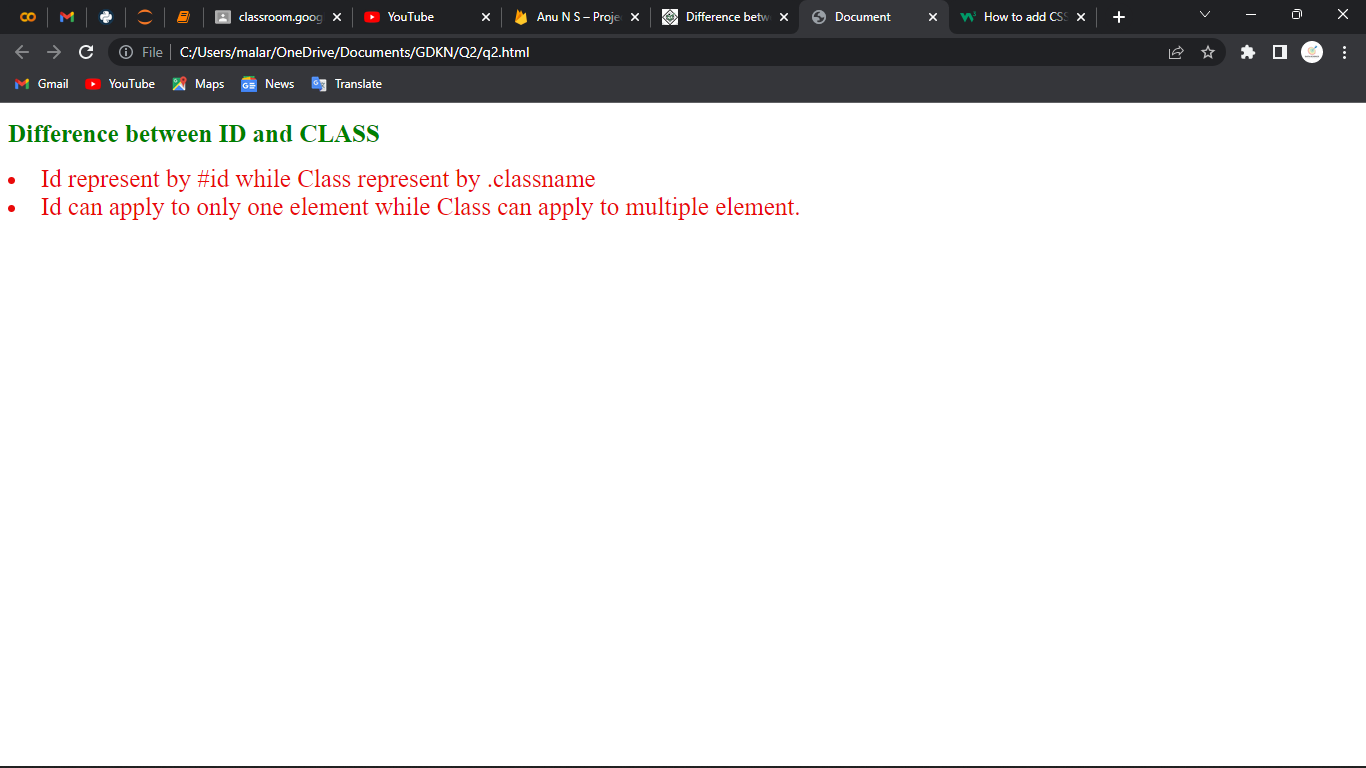 classroom.goog
YouTube
Anu N S – Proje
Difference betw
Document
How to add CSS
File
C:/Users/malar/OneDrive/Documents/GDKN/Q2/q2.html
Gmail
YouTube
Maps
News
Translate
Difference between ID and CLASS
• Id represent by #id while Class represent by .classname
• Id can apply to only one element while Class can apply to multiple element.